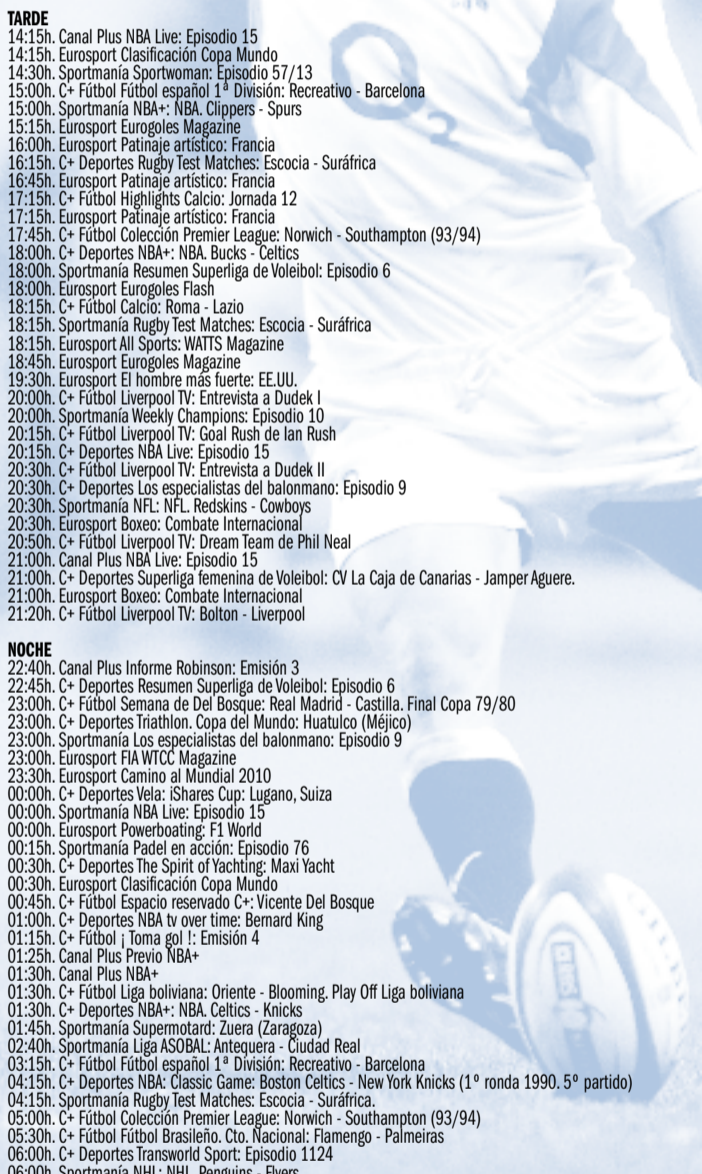 TARDE
14:15h. Canal Plus NBA Live: Episodio 15
14:15h. Eurosport Clasificación Copa Mundo
14:30h. Sportmanía Sportwoman: Episodio 57/13
15:00h. C+ Fútbol Fútbol español 1ª División: Recreativo - Barcelona
15:00h. Sportmanía NBA+: NBA. Clippers - Spurs
15:15h. Eurosport Eurogoles Magazine
16:00h. Eurosport Patinaje artístico: Francia
16:15h. C+ Deportes Rugby Test Matches: Escocia - Suráfrica
16:45h. Eurosport Patinaje artístico: Francia
17:15h. C+ Fútbol Highlights Calcio: Jornada 12
17:15h. Eurosport Patinaje artístico: Francia
17:45h. C+ Fútbol Colección Premier League: Norwich - Southampton (93/94)
18:00h. C+ Deportes NBA+: NBA. Bucks - Celtics
18:00h. Sportmanía Resumen Superliga de Voleibol: Episodio 6
18:00h. Eurosport Eurogoles Flash
18:15h. C+ Fútbol Calcio: Roma - Lazio
18:15h. Sportmanía Rugby Test Matches: Escocia - Suráfrica
18:15h. Eurosport All Sports: WATTS Magazine
18:45h. Eurosport Eurogoles Magazine
19:30h. Eurosport El hombre más fuerte: EE.UU.
20:00h. C+ Fútbol Liverpool TV: Entrevista a Dudek I
20:00h. Sportmanía Weekly Champions: Episodio 10
20:15h. C+ Fútbol Liverpool TV: Goal Rush de Ian Rush
20:15h. C+ Deportes NBA Live: Episodio 15
20:30h. C+ Fútbol Liverpool TV: Entrevista a Dudek II
20:30h. C+ Deportes Los especialistas del balonmano: Episodio 9
20:30h. Sportmanía NFL: NFL. Redskins - Cowboys
20:30h. Eurosport Boxeo: Combate Internacional
20:50h. C+ Fútbol Liverpool TV: Dream Team de Phil Neal
21:00h. Canal Plus NBA Live: Episodio 15
21:00h. C+ Deportes Superliga femenina de Voleibol: CV La Caja de Canarias - Jamper Aguere.
21:00h. Eurosport Boxeo: Combate Internacional
21:20h. C+ Fútbol Liverpool TV: Bolton - Liverpool
NOCHE
22:40h. Canal Plus Informe Robinson: Emisión 3
22:45h. C+ Deportes Resumen Superliga de Voleibol: Episodio 6
23:00h. C+ Fútbol Semana de Del Bosque: Real Madrid - Castilla. Final Copa 79/80
23:00h. C+ Deportes Triathlon. Copa del Mundo: Huatulco (Méjico)
23:00h. Sportmanía Los especialistas del balonmano: Episodio 9
23:00h. Eurosport FIA WTCC Magazine
23:30h. Eurosport Camino al Mundial 2010
00:00h. C+ Deportes Vela: iShares Cup: Lugano, Suiza
00:00h. Sportmanía NBA Live: Episodio 15
00:00h. Eurosport Powerboating: F1 World
00:15h. Sportmanía Padel en acción: Episodio 76
00:30h. C+ Deportes The Spirit of Yachting: Maxi Yacht
00:30h. Eurosport Clasificación Copa Mundo
00:45h. C+ Fútbol Espacio reservado C+: Vicente Del Bosque
01:00h. C+ Deportes NBA tv over time: Bernard King
01:15h. C+ Fútbol ¡ Toma gol !: Emisión 4
01:25h. Canal Plus Previo NBA+
01:30h. Canal Plus NBA+
01:30h. C+ Fútbol Liga boliviana: Oriente - Blooming. Play Off Liga boliviana
01:30h. C+ Deportes NBA+: NBA. Celtics - Knicks
01:45h. Sportmanía Supermotard: Zuera (Zaragoza)
02:40h. Sportmanía Liga ASOBAL: Antequera - Ciudad Real
03:15h. C+ Fútbol Fútbol español 1ª División: Recreativo - Barcelona
04:15h. C+ Deportes NBA: Classic Game: Boston Celtics - New York Knicks (1º ronda 1990. 5º partido)
04:15h. Sportmanía Rugby Test Matches: Escocia - Suráfrica.
05:00h. C+ Fútbol Colección Premier League: Norwich - Southampton (93/94)
05:30h. C+ Fútbol Fútbol Brasileño. Cto. Nacional: Flamengo - Palmeiras
06:00h. C+ Deportes Transworld Sport: Episodio 1124
06:00h. Sportmanía NHL: NHL. Penguins - Flyers
O2